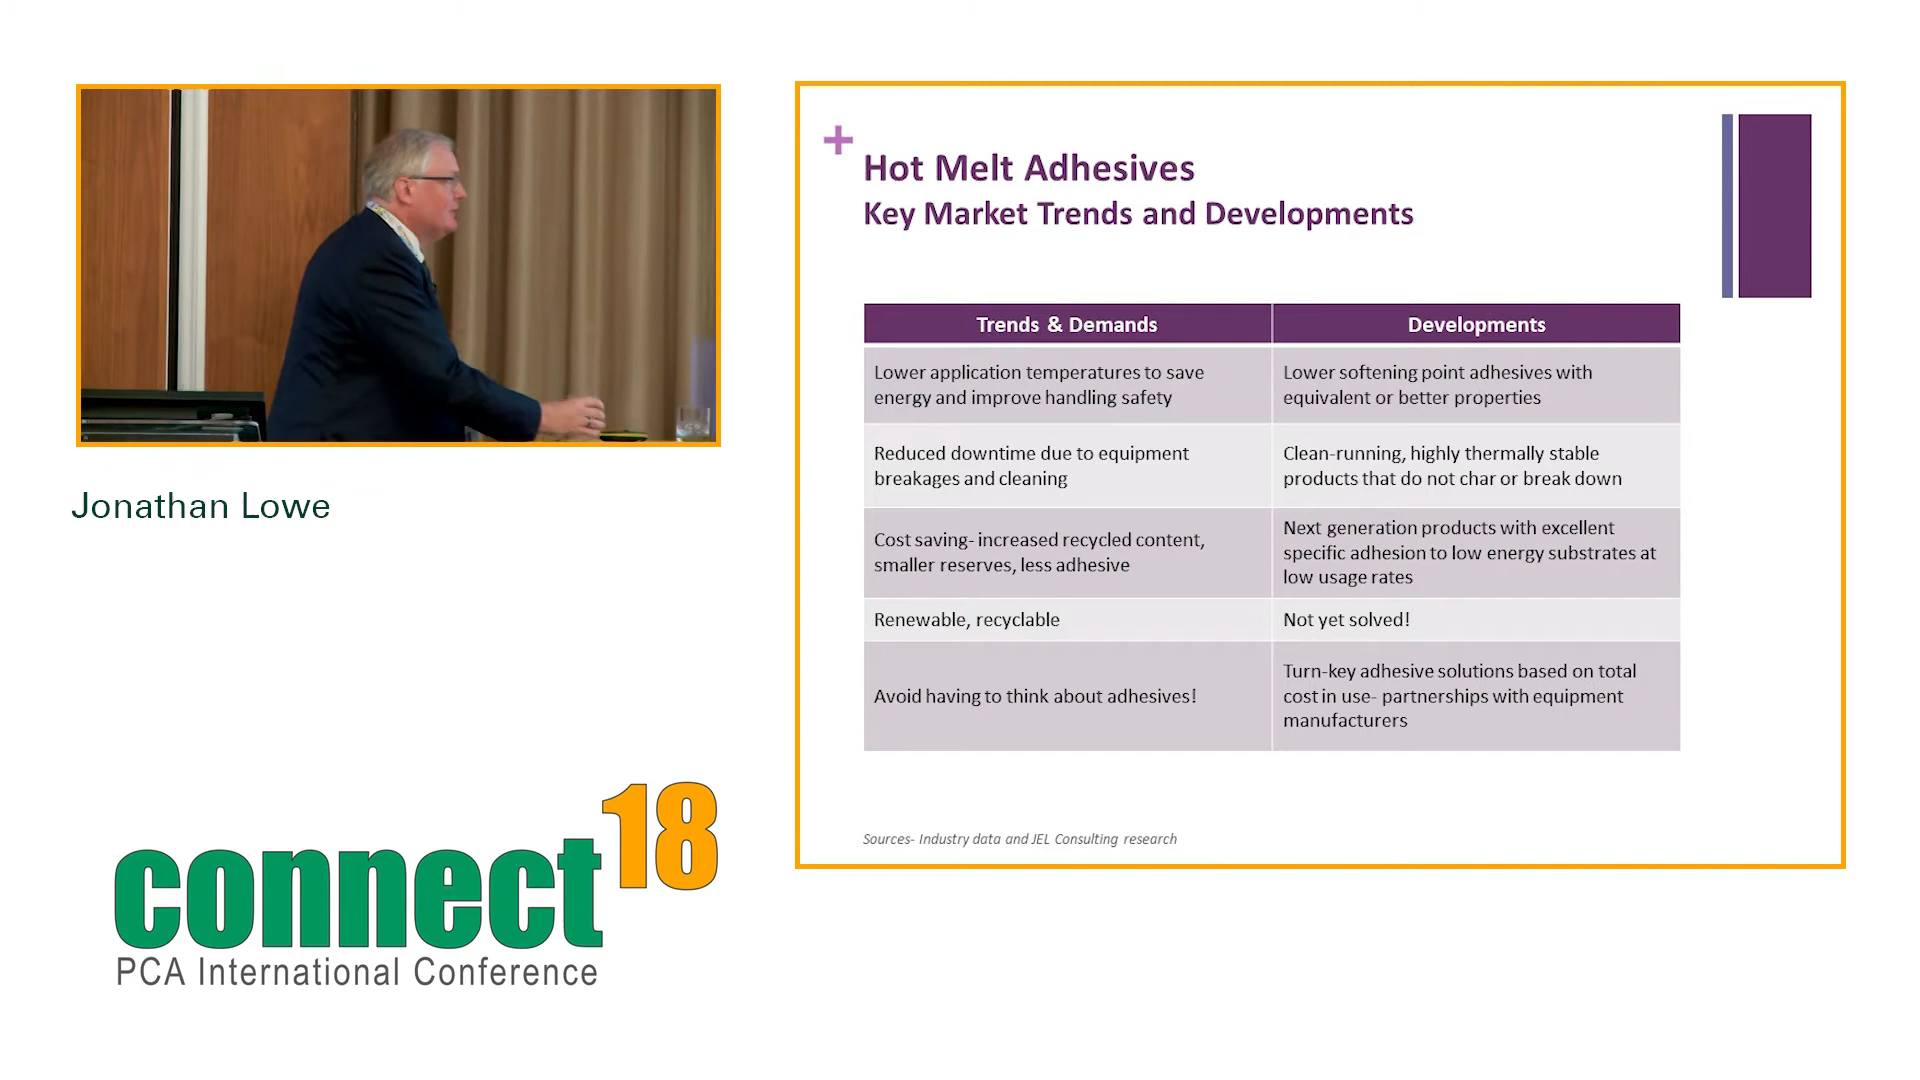 Jonathan Lowe
connect18
PCA International Conference
+
Hot Melt Adhesives
Key Market Trends and Developments
Trends & Demands
Developments
Lower application temperatures to save
energy and improve handling safety
Lower softening point adhesives with
equivalent or better properties
Reduced downtime due to equipment
breakages and cleaning
Clean-running, highly thermally stable
products that do not char or break down
Cost saving- increased recycled content,
smaller reserves, less adhesive
Next generation products with excellent
specific adhesion to low energy substrates at
low usage rates
Renewable, recyclable
Not yet solved!
Avoid having to think about adhesives!
Turn-key adhesive solutions based on total
cost in use- partnerships with equipment
manufacturers
Sources- Industry data and JEL Consulting research